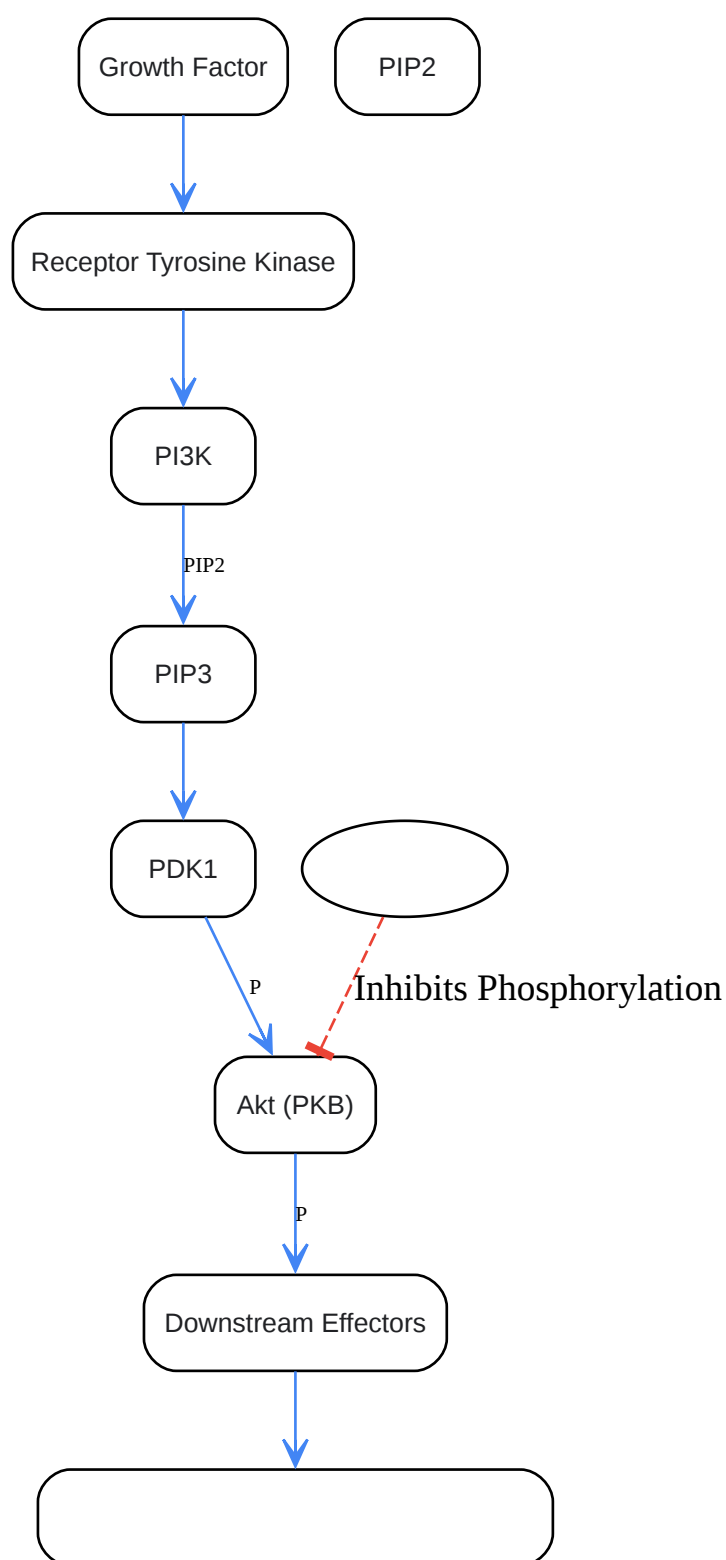 Growth Factor
PIP2
Receptor Tyrosine Kinase
PI3K
PIP2
PIP3
PDK1
P
Inhibits Phosphorylation
Akt (PKB)
P
Downstream Effectors